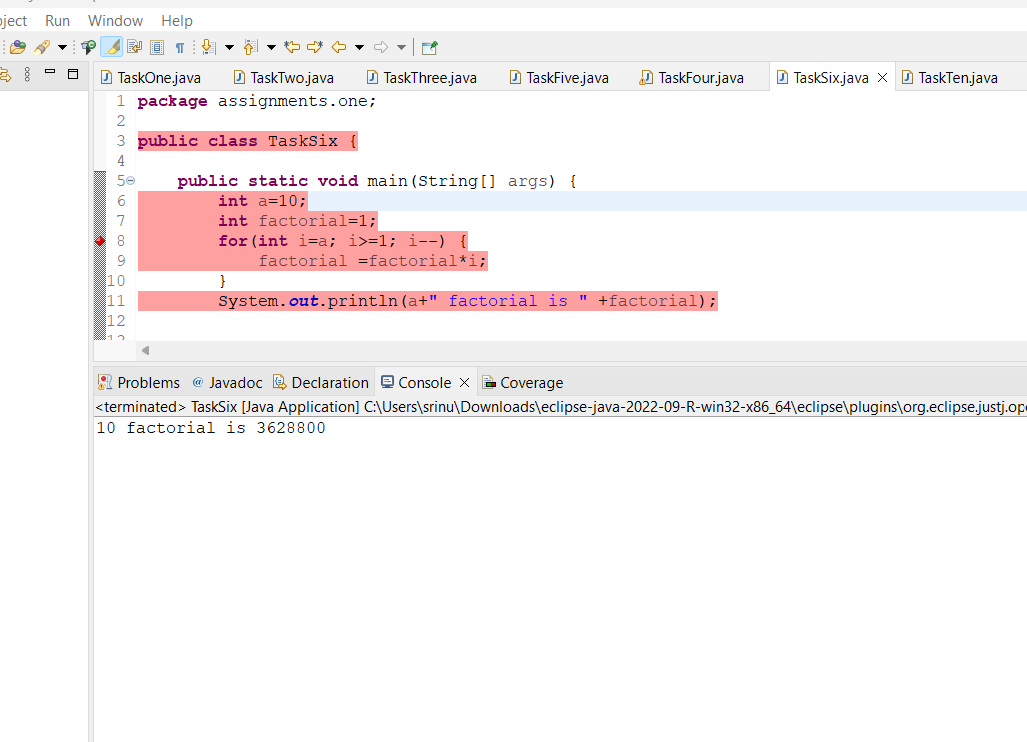 Run Window Help
TaskOne.java TaskTwo.java TaskThree.java TaskFive.java TaskFour.java TaskSix.java TaskTen.java
1 package assignments.one;
2
3 public class TaskSix {
4
5 public static void main(String[] args) {
6 int a=10;
7 int factorial=1;
8 for(int i=a; i>=1; i--) {
9 factorial =factorial*i;
10 }
11 System.out.println(a+" factorial is " +factorial);
12
Problems @ Javadoc Declaration Console Coverage
<terminated> TaskSix [Java Application] C:\Users\srinu\Downloads\eclipse-java-2022-09-R-win32-x86_64\eclipse\plugins\org.eclipse.justj.ope
10 factorial is 3628800